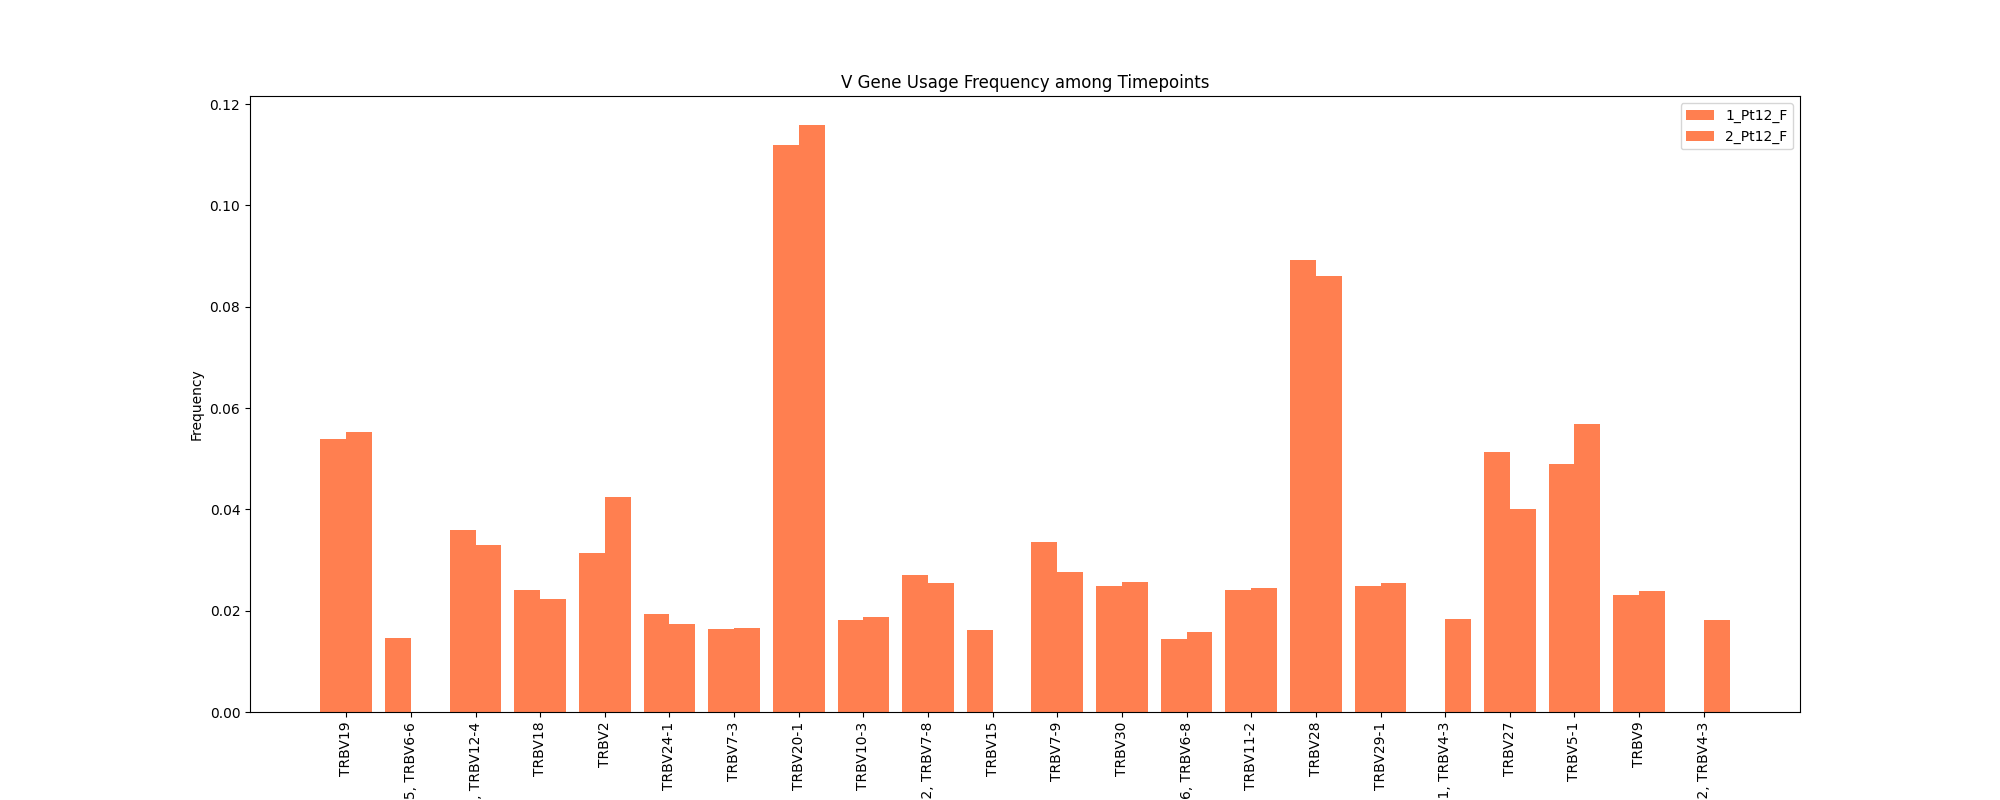 V Gene Usage Frequency among Timepoints
1_Pt12_F
2_Pt12_F
0.12
0.10
0.08
0.06
0.04
0.02
0.00
Frequency
TRBV19
5, TRBV6-6
, TRBV12-4
TRBV18
TRBV2
TRBV24-1
TRBV7-3
TRBV20-1
TRBV10-3
2, TRBV7-8
TRBV15
TRBV7-9
TRBV30
6, TRBV6-8
TRBV11-2
TRBV28
TRBV29-1
1, TRBV4-3
TRBV27
TRBV5-1
TRBV9
2, TRBV4-3